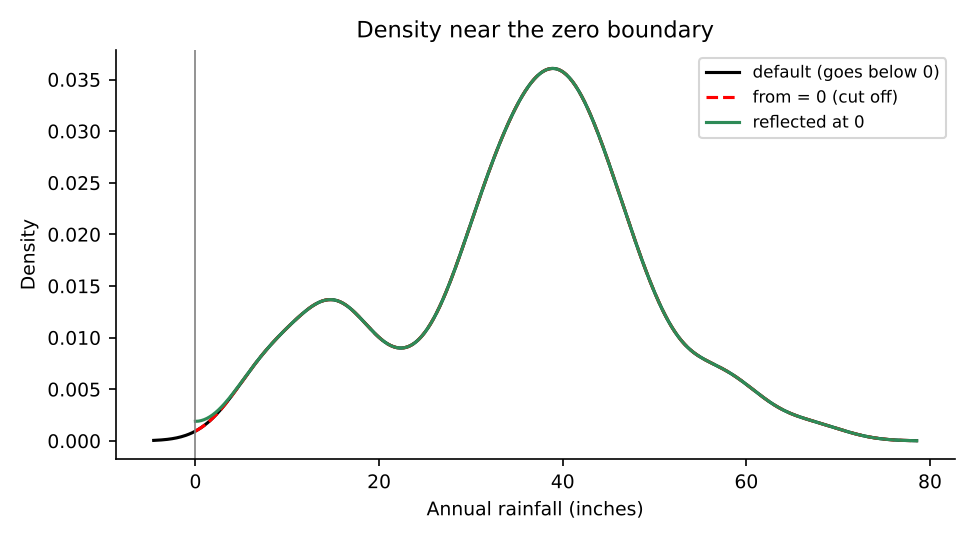 Density near the zero boundary
default (goes below 0)
from = 0 (cut off)
reflected at 0
Density
0.035
0.030
0.025
0.020
0.015
0.010
0.005
0.000
0 20 40 60 80
Annual rainfall (inches)